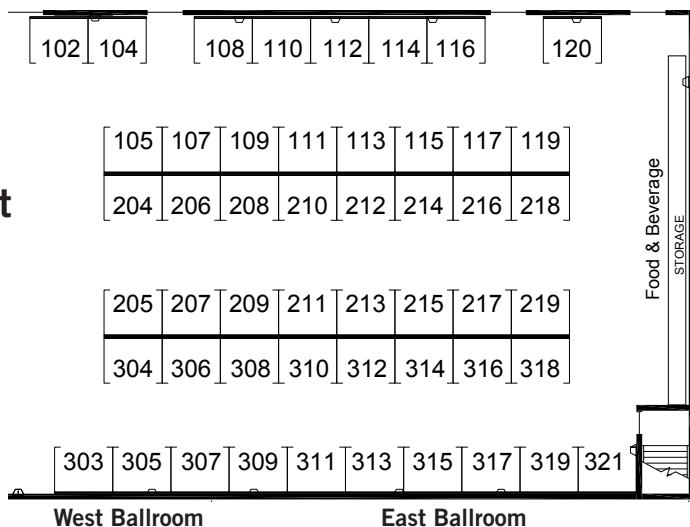 102 104 108 110 112 114 116 120
105 107 109 111 113 115 117 119
t
204 206 208 210 212 214 216 218
Food & Beverage
STORAGE
205 207 209 211 213 215 217 219
304 306 308 310 312 314 316 318
303 305 307 309 311 313 315 317 319 321
West Ballroom East Ballroom